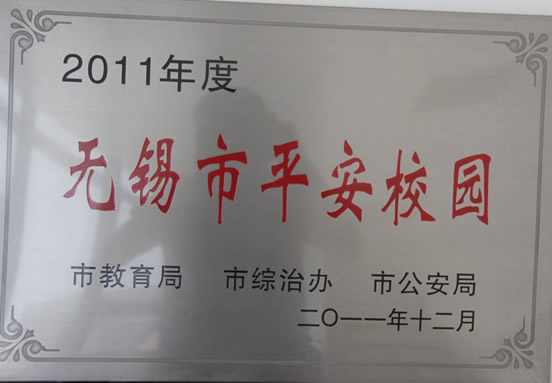 2011年度
无锡市平安校园
市教育局 市综治办 市公安局
二〇一一年十二月